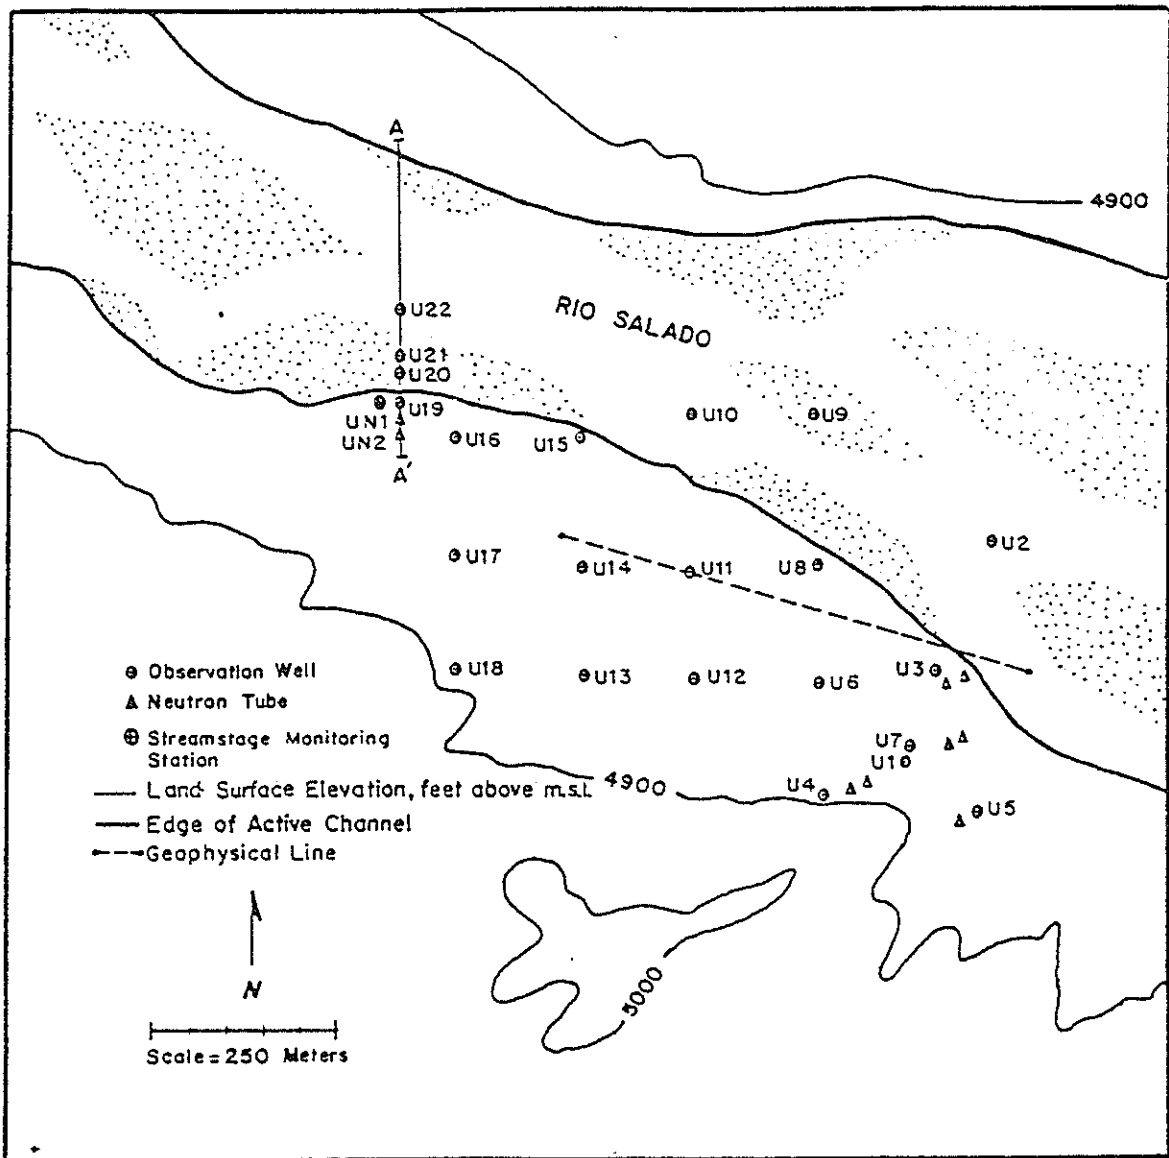 4900
A
U22
RIO SALADO
U21
U20
U19
UN1
UN2
U16
U15
U10
U9
A'
U2
U17
U14
U11
U8
U18
U13
U12
U6
U3
Observation Well
Neutron Tube
Streamstage Monitoring
Station
Land Surface Elevation, feet above m.s.l.
Edge of Active Channel
Geophysical Line
4900
U7
U1
U4
U5
5000
N
Scale=250 Meters